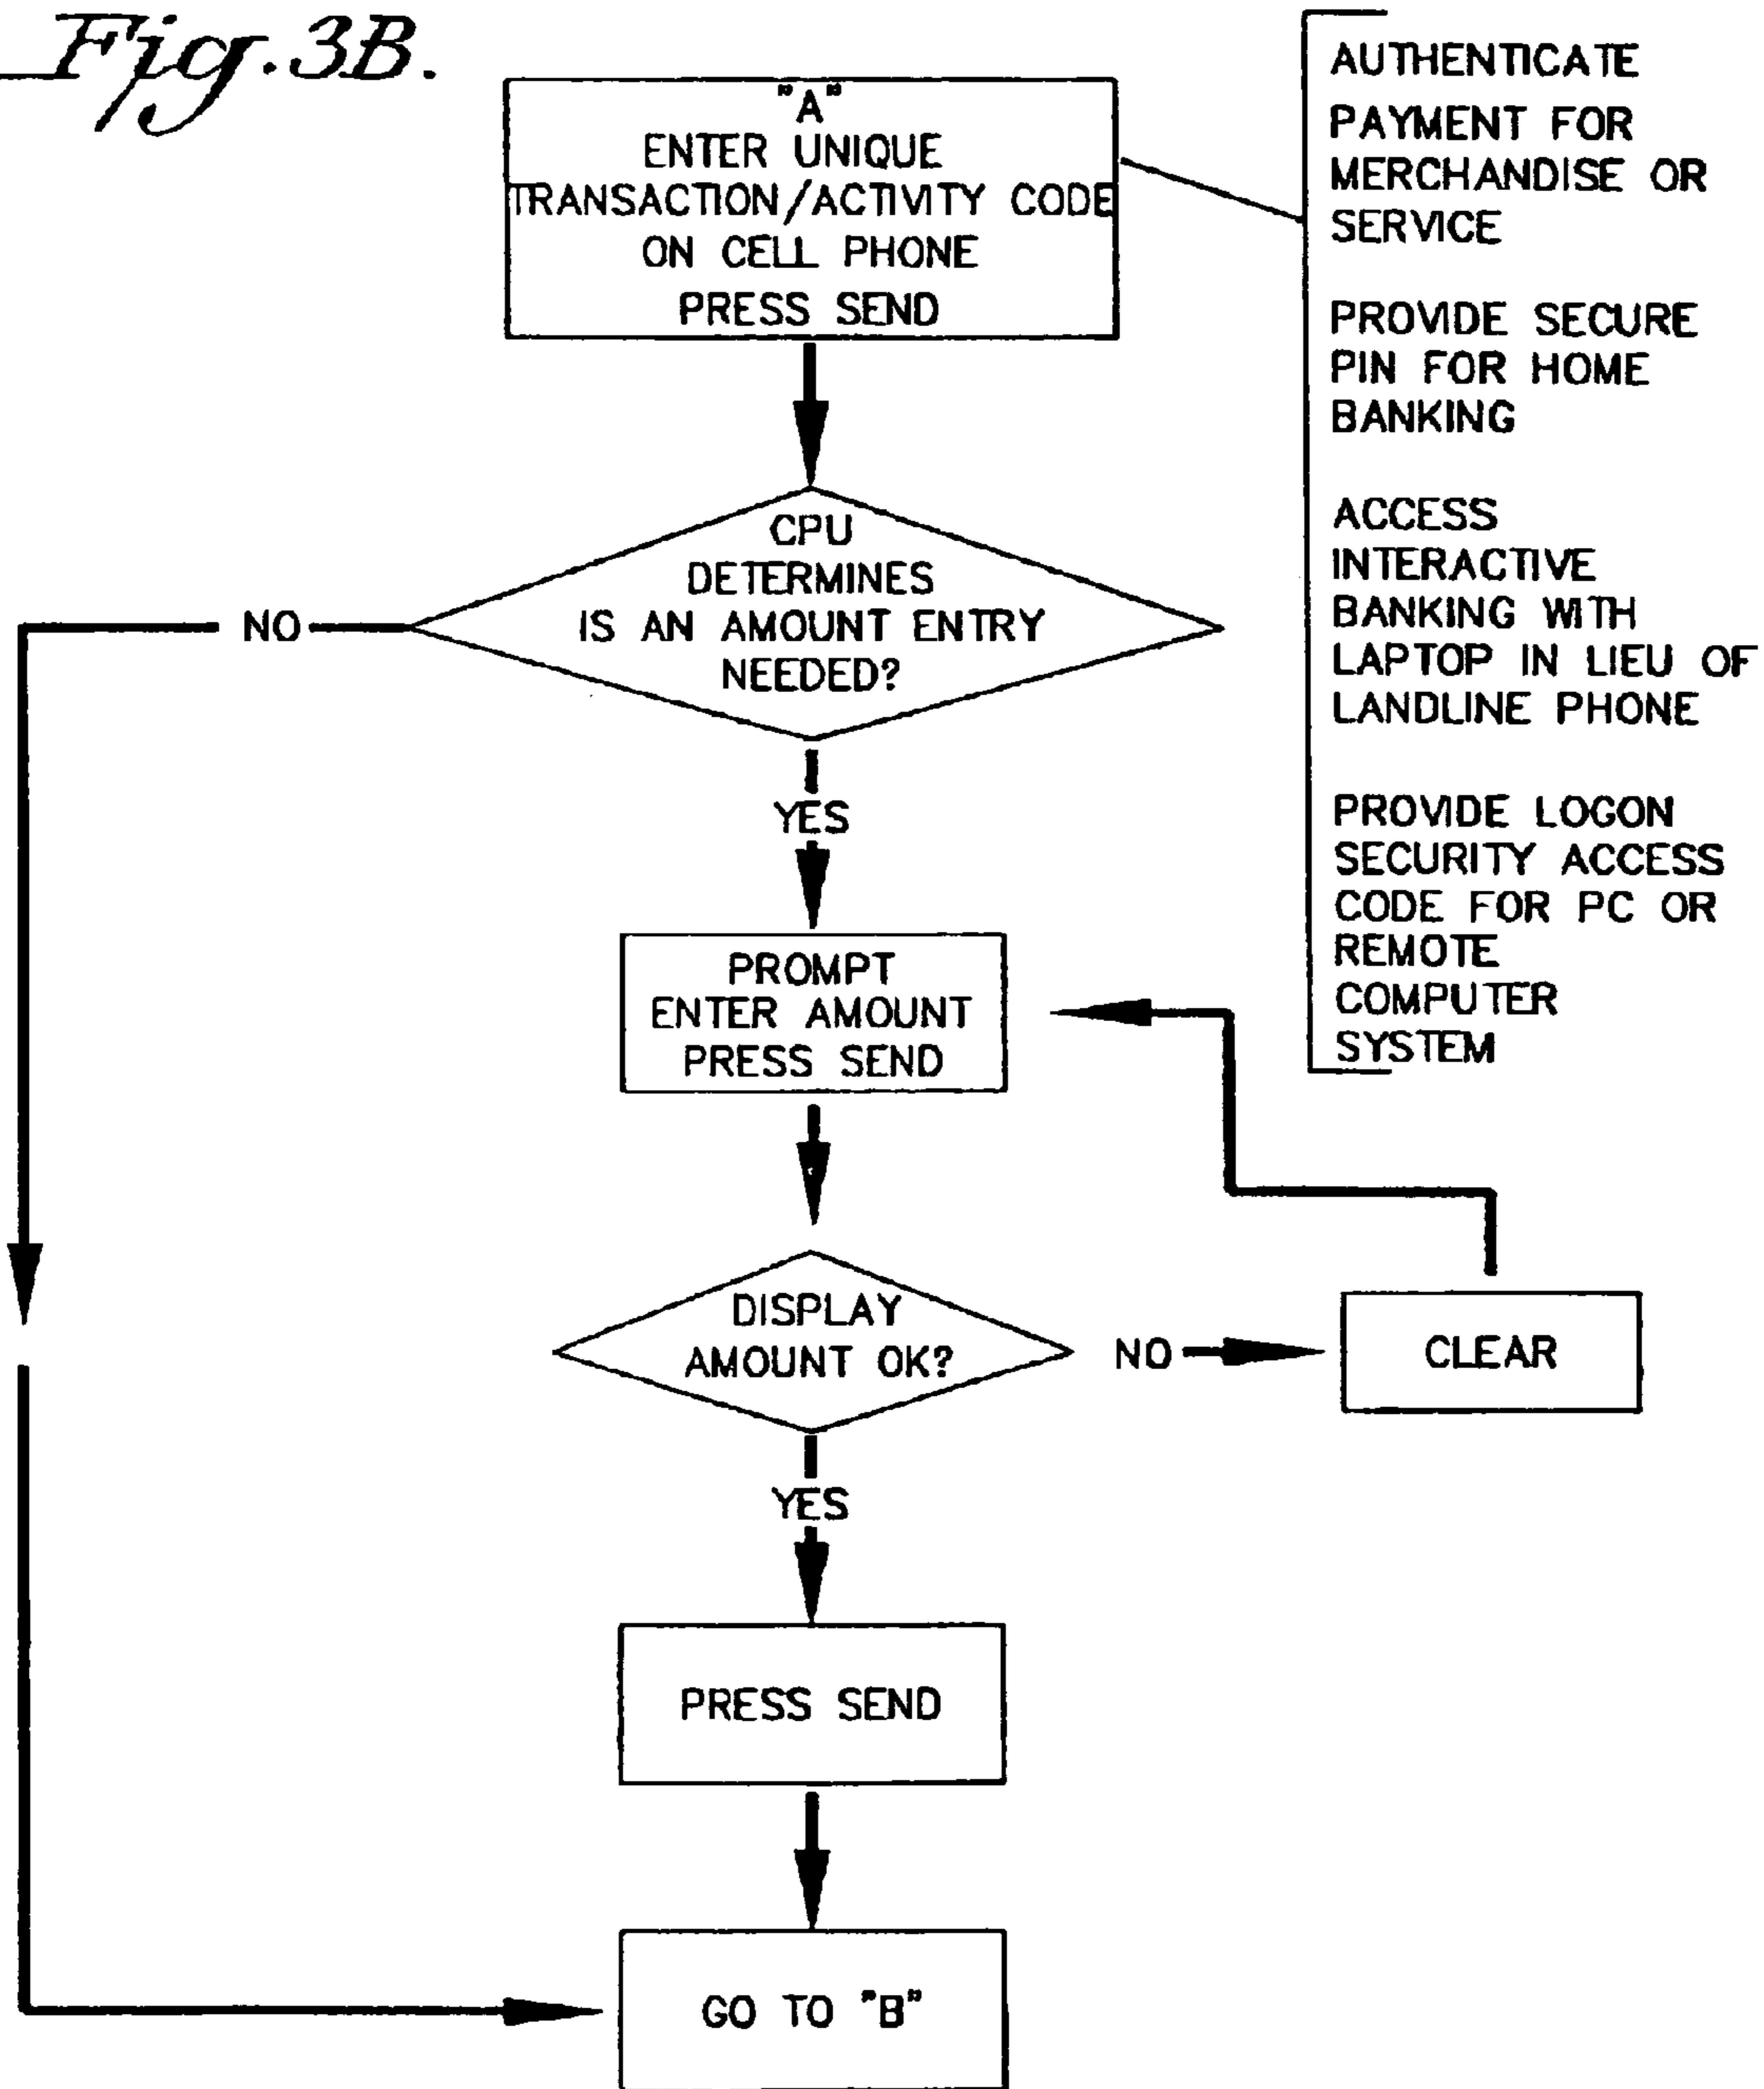 Fig. 3B.
"A"
ENTER UNIQUE
TRANSACTION/ACTIVITY CODE
ON CELL PHONE
PRESS SEND
AUTHENTICATE
PAYMENT FOR
MERCHANDISE OR
SERVICE
PROVIDE SECURE
PIN FOR HOME
BANKING
ACCESS
INTERACTIVE
BANKING WITH
LAPTOP IN LIEU OF
LANDLINE PHONE
PROVIDE LOGON
SECURITY ACCESS
CODE FOR PC OR
REMOTE
COMPUTER
SYSTEM
CPU
DETERMINES
IS AN AMOUNT ENTRY
NEEDED?
NO
YES
PROMPT
ENTER AMOUNT
PRESS SEND
DISPLAY
AMOUNT OK?
NO
CLEAR
YES
PRESS SEND
GO TO "B"